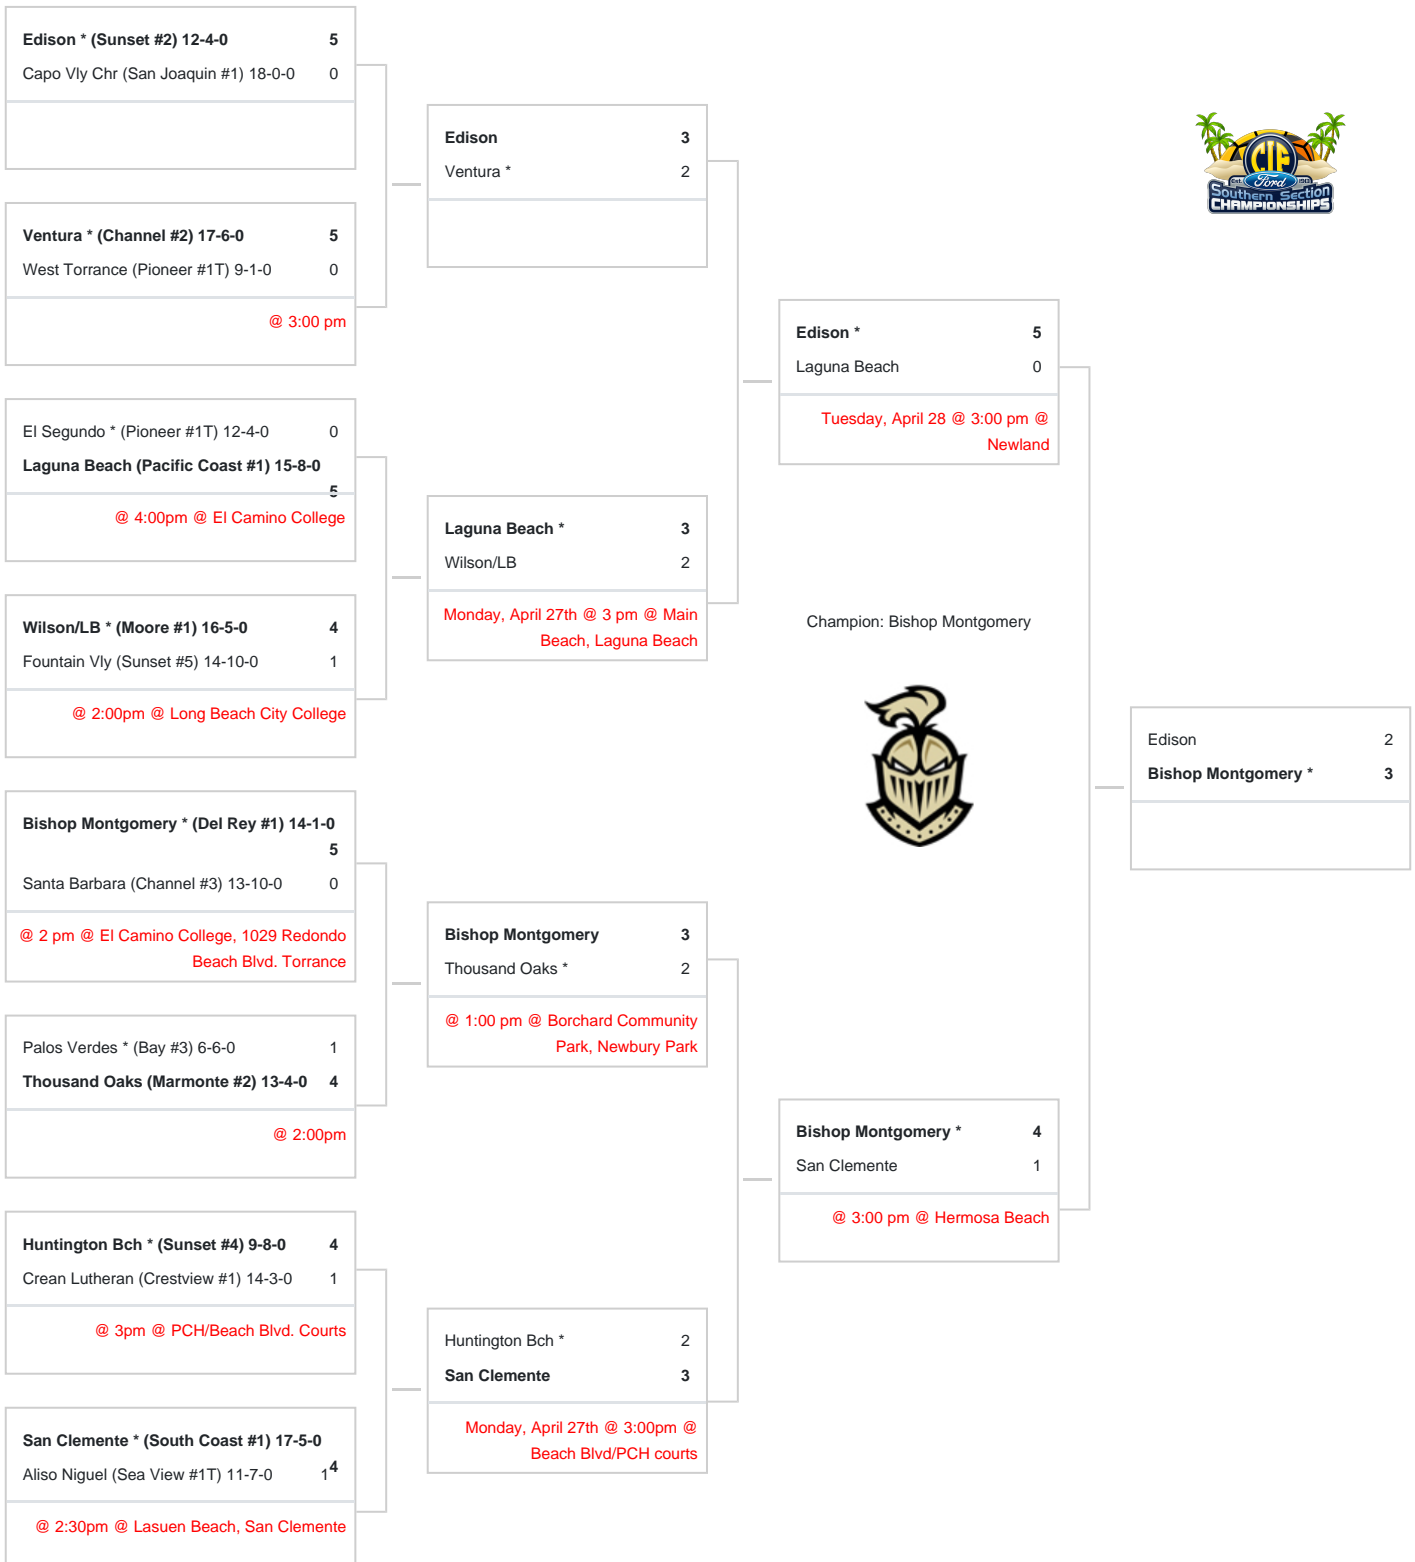 Edison * (Sunset #2) 12-4-0 5
Capo Vly Chr (San Joaquin #1) 18-0-0 0
Ventura * (Channel #2) 17-6-0 5
West Torrance (Pioneer #1T) 9-1-0 0
@ 3:00 pm
El Segundo * (Pioneer #1T) 12-4-0 0
Laguna Beach (Pacific Coast #1) 15-8-0
5
@ 4:00pm @ El Camino College
Wilson/LB * (Moore #1) 16-5-0 4
Fountain Vly (Sunset #5) 14-10-0 1
@ 2:00pm @ Long Beach City College
Bishop Montgomery * (Del Rey #1) 14-1-0
5
Santa Barbara (Channel #3) 13-10-0 0
@ 2 pm @ El Camino College, 1029 Redondo
Beach Blvd. Torrance
Palos Verdes * (Bay #3) 6-6-0 1
Thousand Oaks (Marmonte #2) 13-4-0 4
@ 2:00pm
Huntington Bch * (Sunset #4) 9-8-0 4
Crean Lutheran (Crestview #1) 14-3-0 1
@ 3pm @ PCH/Beach Blvd. Courts
San Clemente * (South Coast #1) 17-5-0
4
Aliso Niguel (Sea View #1T) 11-7-0 1
@ 2:30pm @ Lasuen Beach, San Clemente
Edison 3
Ventura * 2
Laguna Beach * 3
Wilson/LB 2
Monday, April 27th @ 3 pm @ Main
Beach, Laguna Beach
Bishop Montgomery 3
Thousand Oaks * 2
@ 1:00 pm @ Borchard Community
Park, Newbury Park
Huntington Bch * 2
San Clemente 3
Monday, April 27th @ 3:00pm @
Beach Blvd/PCH courts
Edison * 5
Laguna Beach 0
Tuesday, April 28 @ 3:00 pm @
Newland
Champion: Bishop Montgomery
Bishop Montgomery * 4
San Clemente 1
@ 3:00 pm @ Hermosa Beach
CIF
Ford
Southern Section
CHAMPIONSHIPS
Edison 2
Bishop Montgomery * 3